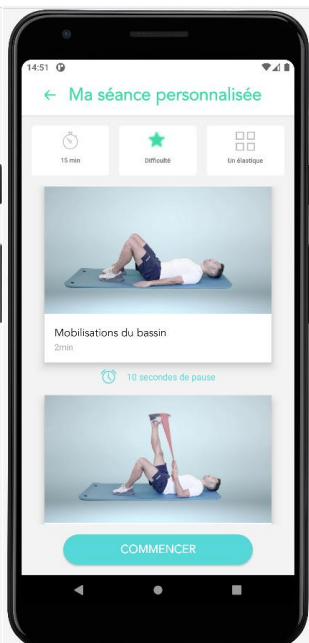 14:51
← Ma séance personnalisée
15 min
Difficulté
Un élastique
Mobilisations du bassin
2min
10 secondes de pause
COMMENCER